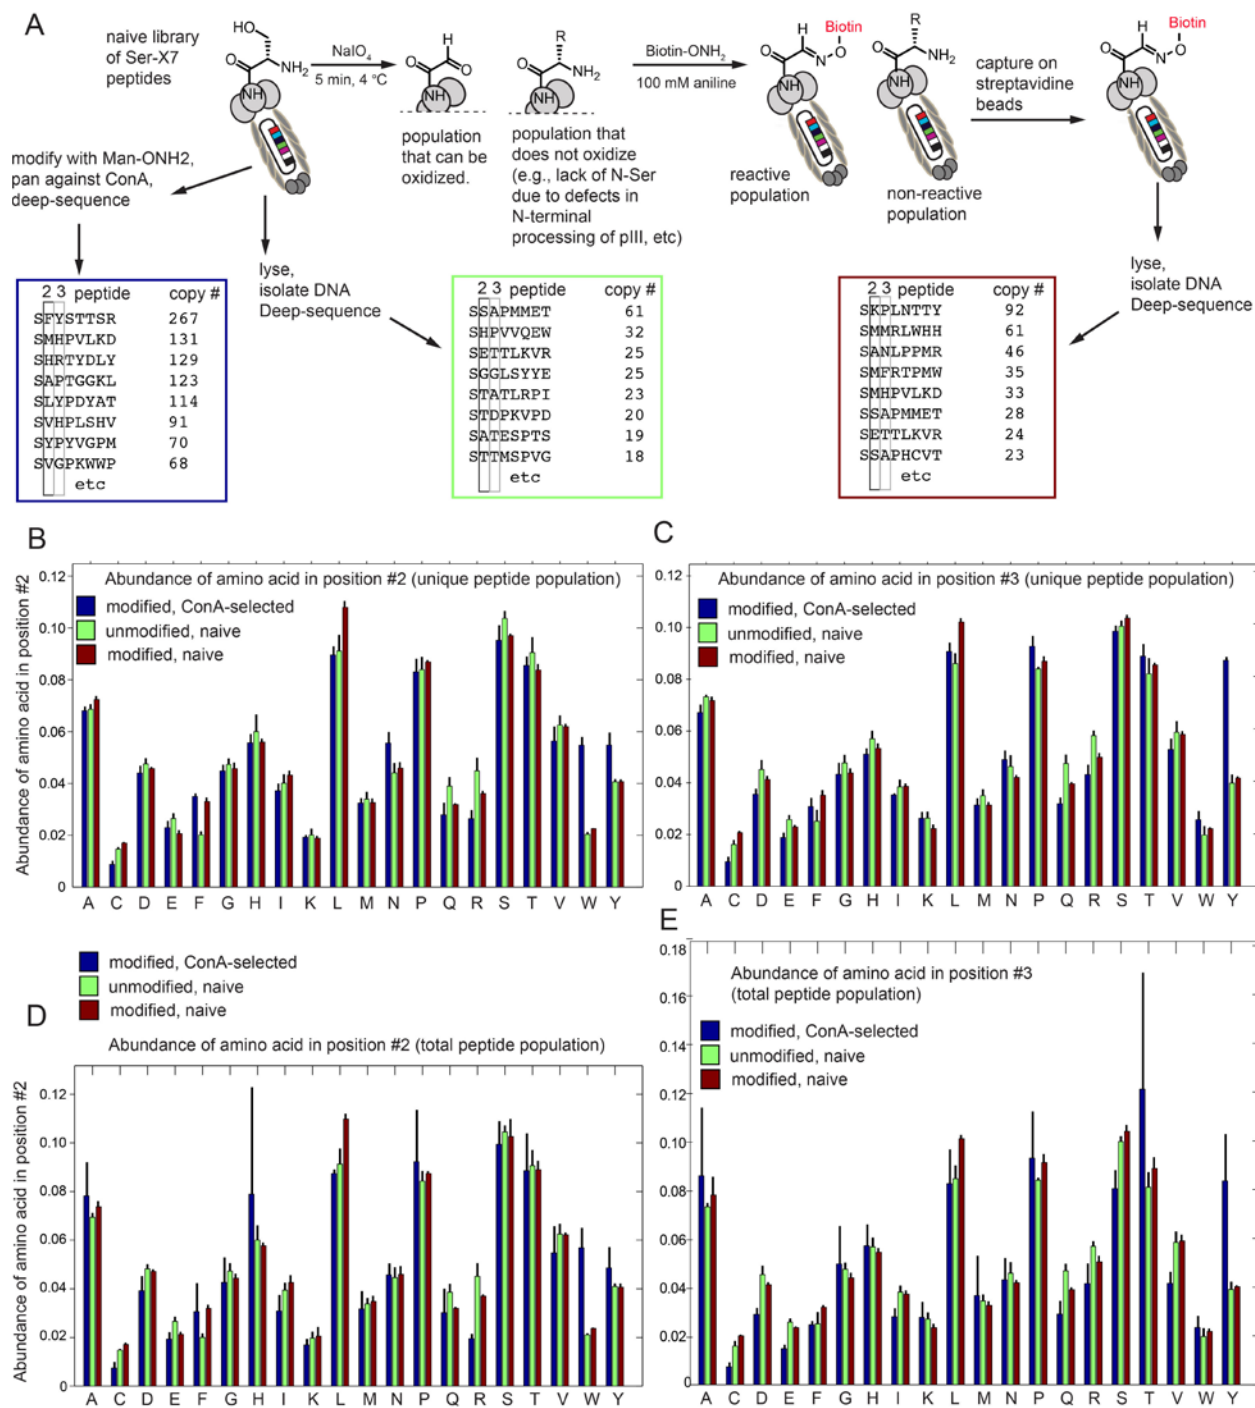 A
naive library
of Ser-X7
peptides
HO
NH2
NH
NaIO4
5 min, 4 °C
H
O
O
NH
population
that can be
oxidized.
R
O
NH2
NH
population that
does not oxidize
(e.g., lack of N-Ser
due to defects in
N-terminal
processing of pIII, etc)
Biotin-ONH2
100 mM aniline
Biotin
H
O
N
O
NH
reactive
population
R
O
NH2
NH
non-reactive
population
capture on
streptavidine
beads
Biotin
H
O
N
O
NH
modify with Man-ONH2,
pan against ConA,
deep-sequence
lyse,
isolate DNA
Deep-sequence
lyse,
isolate DNA
Deep-sequence
2 3 peptide copy #
SFYSTTSR 267
SMHPVLKD 131
SHRTYDLY 129
SAPTGGKL 123
SLYPDYAT 114
SVHPLSHV 91
SYPYVGPM 70
SVGPKWWP 68
etc
2 3 peptide copy #
SSAPMMET 61
SHPVVQEW 32
SETTLKVR 25
SGGLSYYE 25
STATLRPI 23
STDPKVPD 20
SATESPTS 19
STTMSPVG 18
etc
2 3 peptide copy #
SKPLNTTY 92
SMMRLWHH 61
SANLPPMR 46
SMFRTPMW 35
SMHPVLKD 33
SSAPMMET 28
SETTLKVR 24
SSAPHCVT 23
etc
B
Abundance of amino acid in position #2 (unique peptide population)
modified, ConA-selected
unmodified, naive
modified, naive
Abundance of amino acid in position #2
0.12
0.10
0.08
0.06
0.04
0.02
0
A C D E F G H I K L M N P Q R S T V W Y
C
Abundance of amino acid in position #3 (unique peptide population)
modified, ConA-selected
unmodified, naive
modified, naive
0.12
0.10
0.08
0.06
0.04
0.02
0
A C D E F G H I K L M N P Q R S T V W Y
modified, ConA-selected
unmodified, naive
modified, naive
D
Abundance of amino acid in position #2 (total peptide population)
Abundance of amino acid in position #2
0.12
0.10
0.08
0.06
0.04
0.02
0
A C D E F G H I K L M N P Q R S T V W Y
E
Abundance of amino acid in position #3
(total peptide population)
modified, ConA-selected
unmodified, naive
modified, naive
0.18
0.16
0.14
0.12
0.10
0.08
0.06
0.04
0.02
0
A C D E F G H I K L M N P Q R S T V W Y